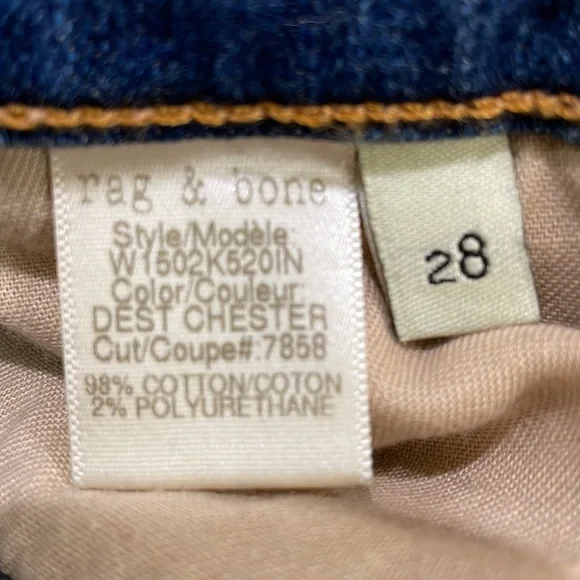 rag & bone
Style/Modèle:
W1502K520IN
Color/Couleur:
DEST CHESTER
Cut/Coupe#:7858
98% COTTON/COTON
2% POLYURETHANE
28